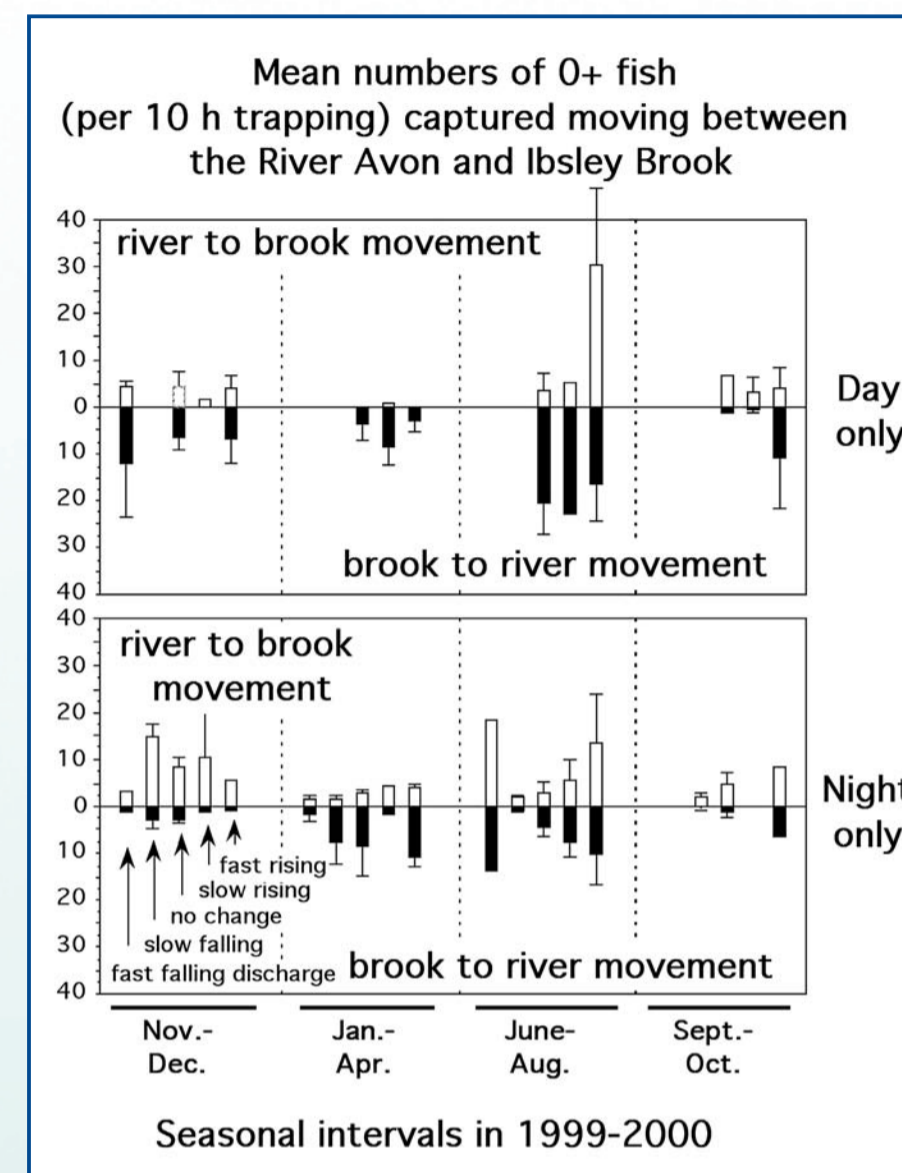 Mean numbers of 0+ fish
(per 10 h trapping) captured moving between
the River Avon and Ibsley Brook
40
river to brook movement
30
20
10
0
Day
only
10
20
30
brook to river movement
40
40
river to brook
movement
30
20
10
0
Night
only
10
fast rising
slow rising
20
no change
30
slow falling
fast falling discharge
brook to river movement
40
Nov.-
Dec.
Jan.-
Apr.
June-
Aug.
Sept.-
Oct.
Seasonal intervals in 1999-2000